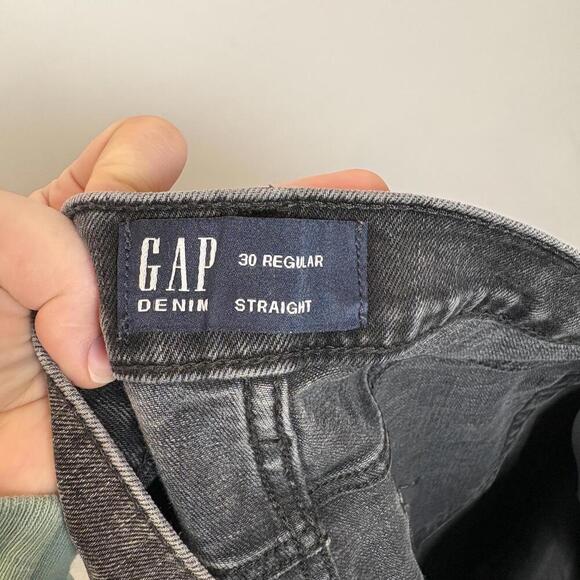 GAP
DENIM
30 REGULAR
STRAIGHT